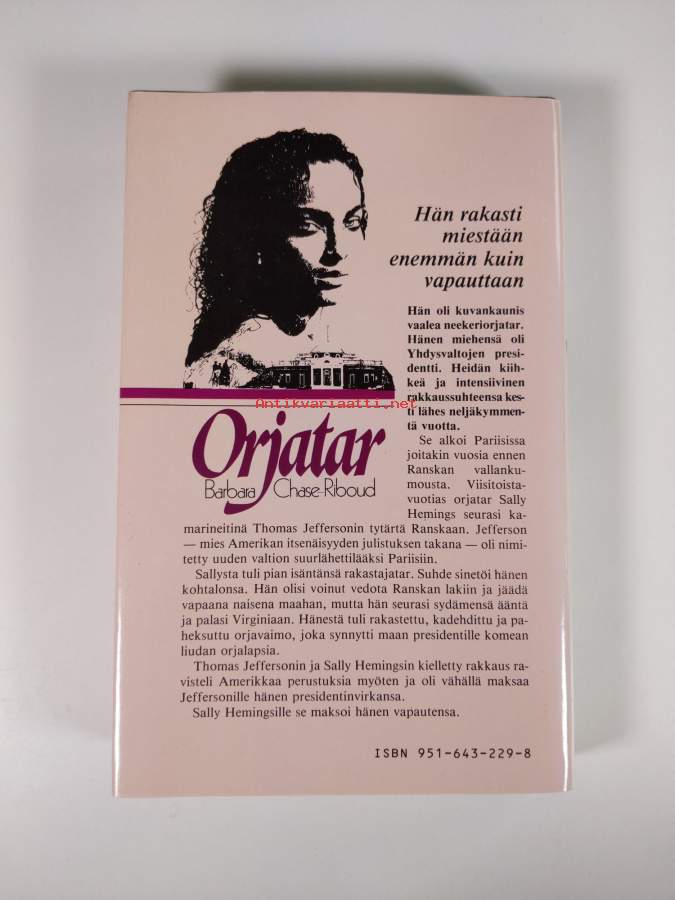 Hän rakasti
miestään
enemmän kuin
vapauttaan
Hän oli kuvankaunis
vaalea neekeriorjatar.
Hänen miehensä oli
Yhdysvaltojen presi-
dentti. Heidän kiih-
keä ja intensiivinen
rakkaussuhteensa kes-
ti lähes neljäkymmen-
tä vuotta.
Antikvariaatti.net
Orjatar
Barbara Chase-Riboud
Se alkoi Pariisissa
joitakin vuosia ennen
Ranskan vallanku-
mousta. Viisitoista-
vuotias orjatar Sally
Hemings seurasi ka-
marineitinä Thomas Jeffersonin tytärtä Ranskaan. Jefferson
— mies Amerikan itsenäisyyden julistuksen takana — oli nimi-
tetty uuden valtion suurlähettilääksi Pariisiin.
Sallysta tuli pian isäntänsä rakastajatar. Suhde sinetöi hänen
kohtalonsa. Hän olisi voinut vedota Ranskan lakiin ja jäädä
vapaana naisena maahan, mutta hän seurasi sydämensä ääntä
ja palasi Virginiaan. Hänestä tuli rakastettu, kadehdittu ja pa-
heksuttu orjavaimo, joka synnytti maan presidentille komean
liudan orjalapsia.
Thomas Jeffersonin ja Sally Hemingsin kielletty rakkaus ra-
visteli Amerikkaa perustuksia myöten ja oli vähällä maksaa
Jeffersonille hänen presidentinvirkansa.
Sally Hemingsille se maksoi hänen vapautensa.
ISBN 951-643-229-8